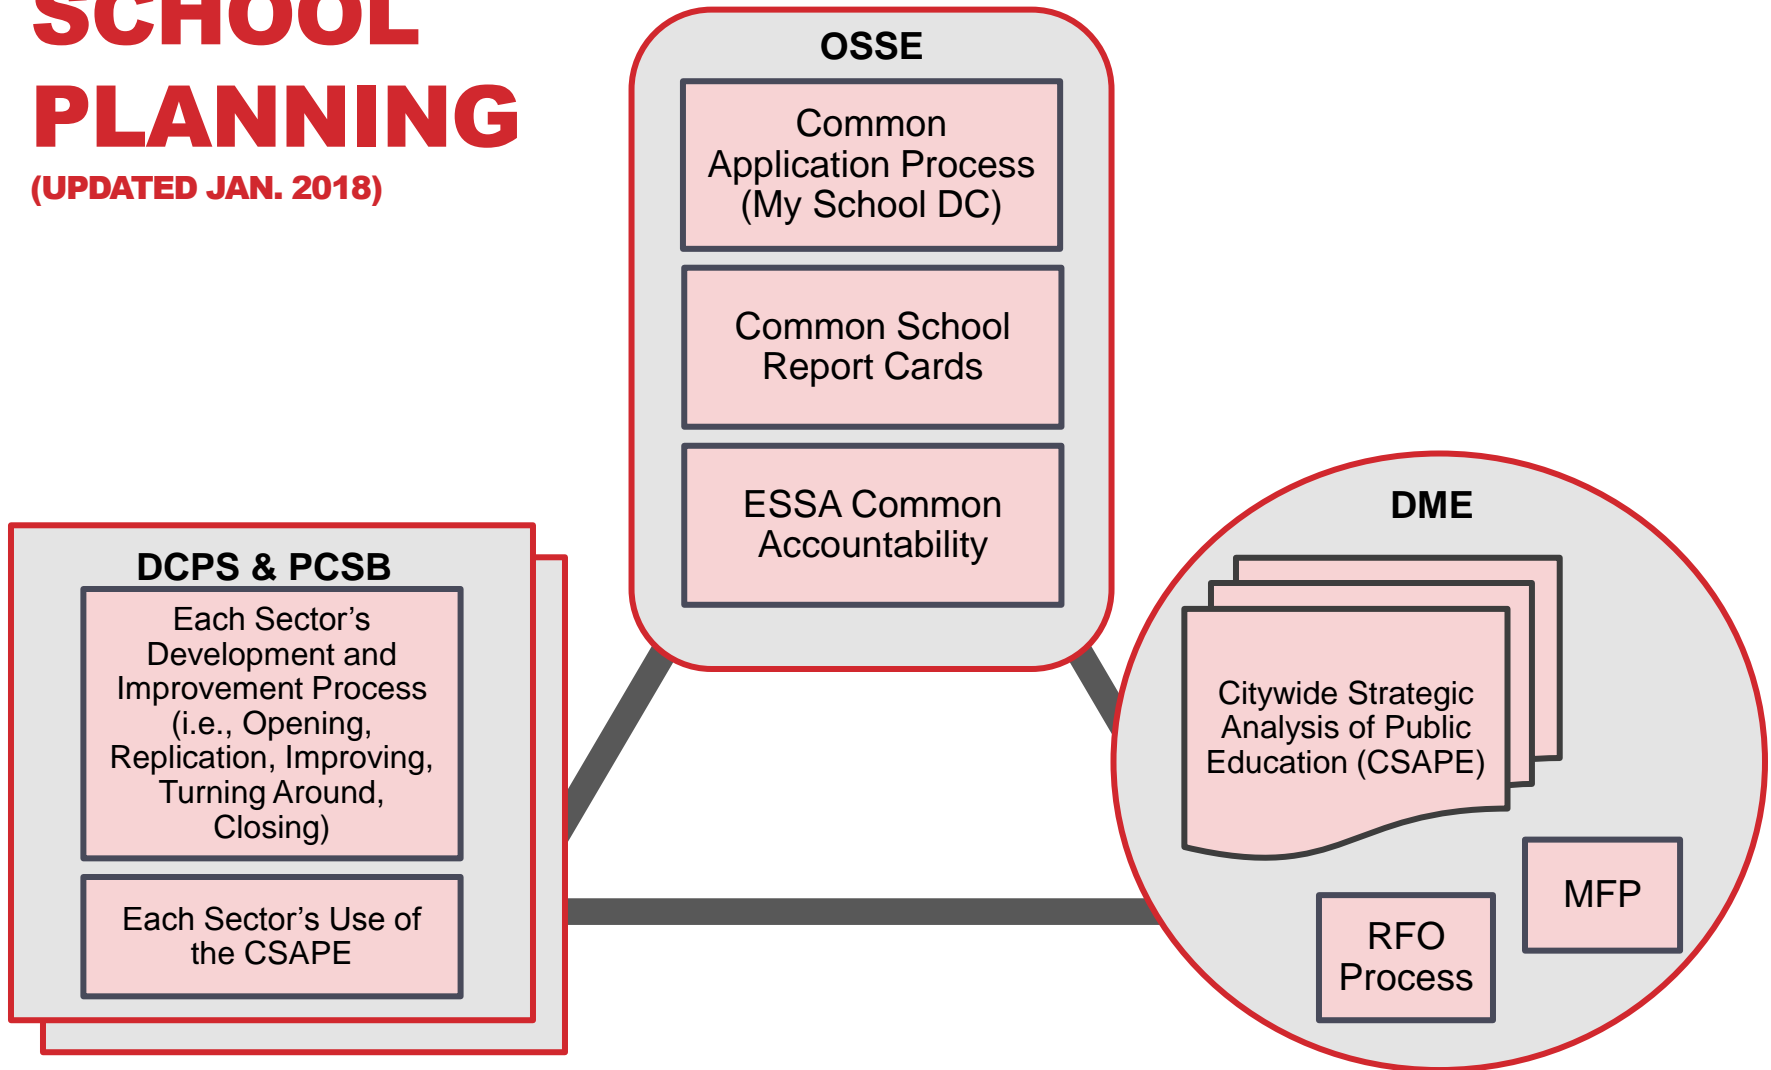 SCHOOL
PLANNING
(UPDATED JAN. 2018)
OSSE
Common
Application Process
(My School DC)
Common School
Report Cards
ESSA Common
Accountability
DCPS & PCSB
Each Sector’s
Development and
Improvement Process
(i.e., Opening,
Replication, Improving,
Turning Around,
Closing)
Each Sector’s Use of
the CSAPE
DME
Citywide Strategic
Analysis of Public
Education (CSAPE)
MFP
RFO
Process